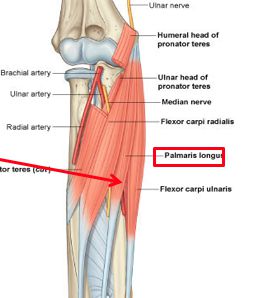 Ulnar nerve
Humeral head of
pronator teres
Brachial artery
Ulnar head of
pronator teres
Ulnar artery
Median nerve
Flexor carpi radialis
Radial artery
Palmaris longus
tor teres (cut)
Flexor carpi ulnaris